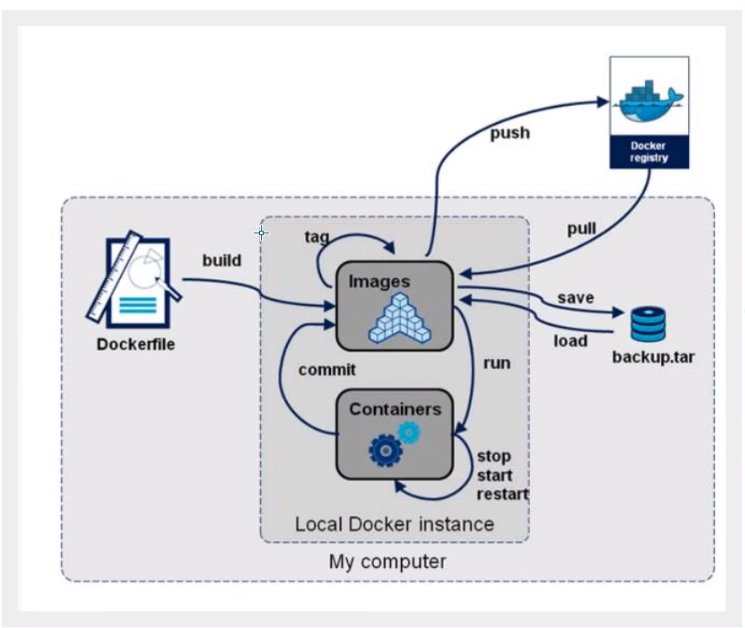 push
Docker
registry
pull
tag
build
Images
save
load
backup.tar
Dockerfile
commit
run
Containers
stop
start
restart
Local Docker instance
My computer